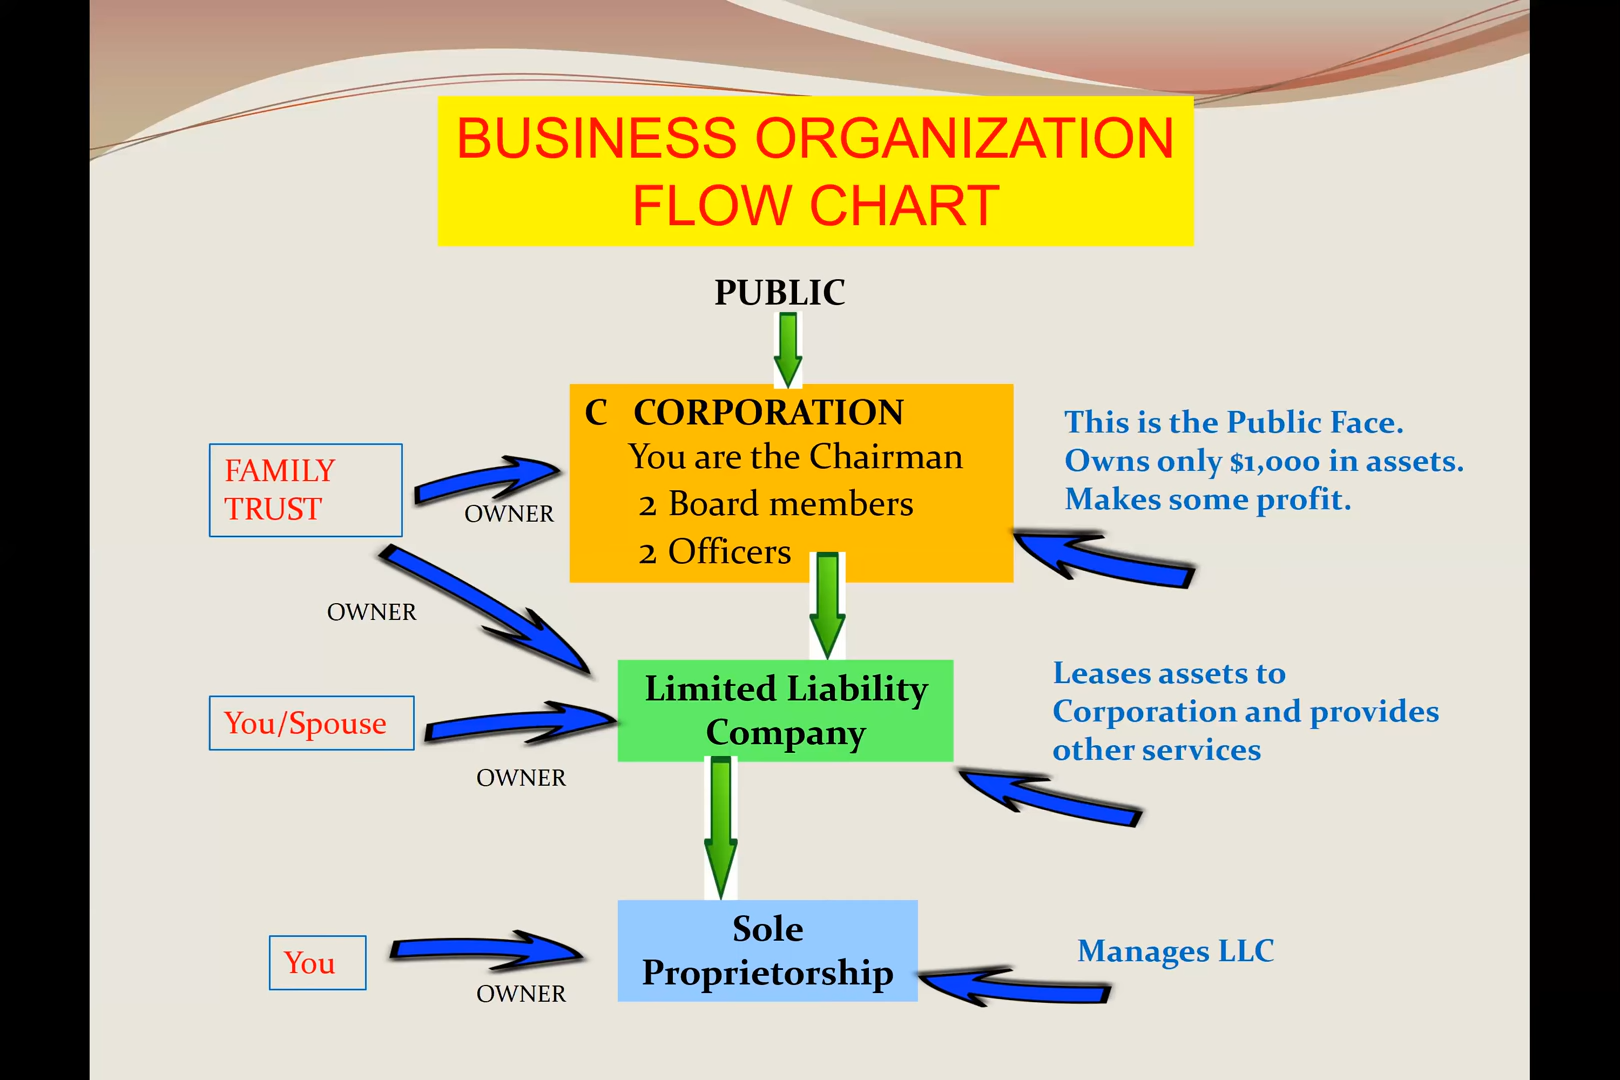 BUSINESS ORGANIZATION
FLOW CHART
PUBLIC
C CORPORATION
You are the Chairman
2 Board members
2 Officers
This is the Public Face.
Owns only $1,000 in assets.
Makes some profit.
FAMILY
TRUST
OWNER
OWNER
Limited Liability
Company
Leases assets to
Corporation and provides
other services
You/Spouse
OWNER
Sole
Proprietorship
Manages LLC
You
OWNER